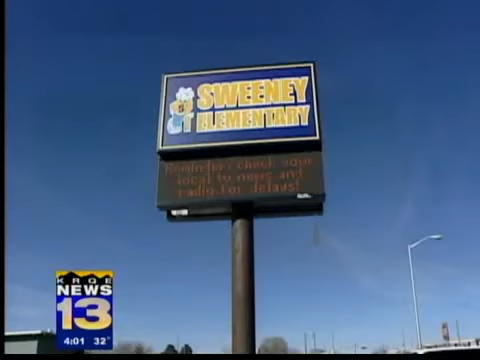 SWEENEY
ELEMENTARY
Reminder: check your
local tv news and
radio for delays!
KRQE
NEWS
13
4:01 32°